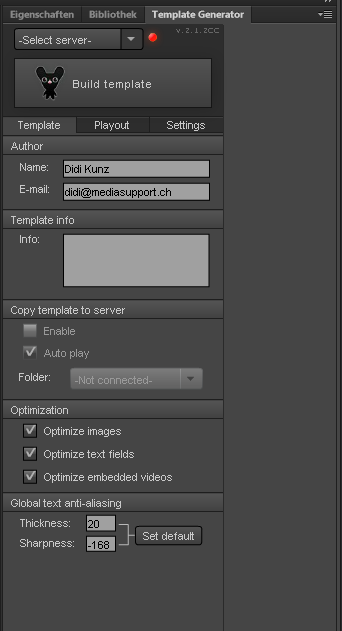 Eigenschaften Bibliothek Template Generator
-Select server- v.2.1.2CC
Build template
Template Playout Settings
Author
Name: Didi Kunz
E-mail: didi@mediasupport.ch
Template info
Info:
Copy template to server
Enable
Auto play
Folder: -Not connected-
Optimization
Optimize images
Optimize text fields
Optimize embedded videos
Global text anti-aliasing
Thickness: 20
Set default
Sharpness: -168